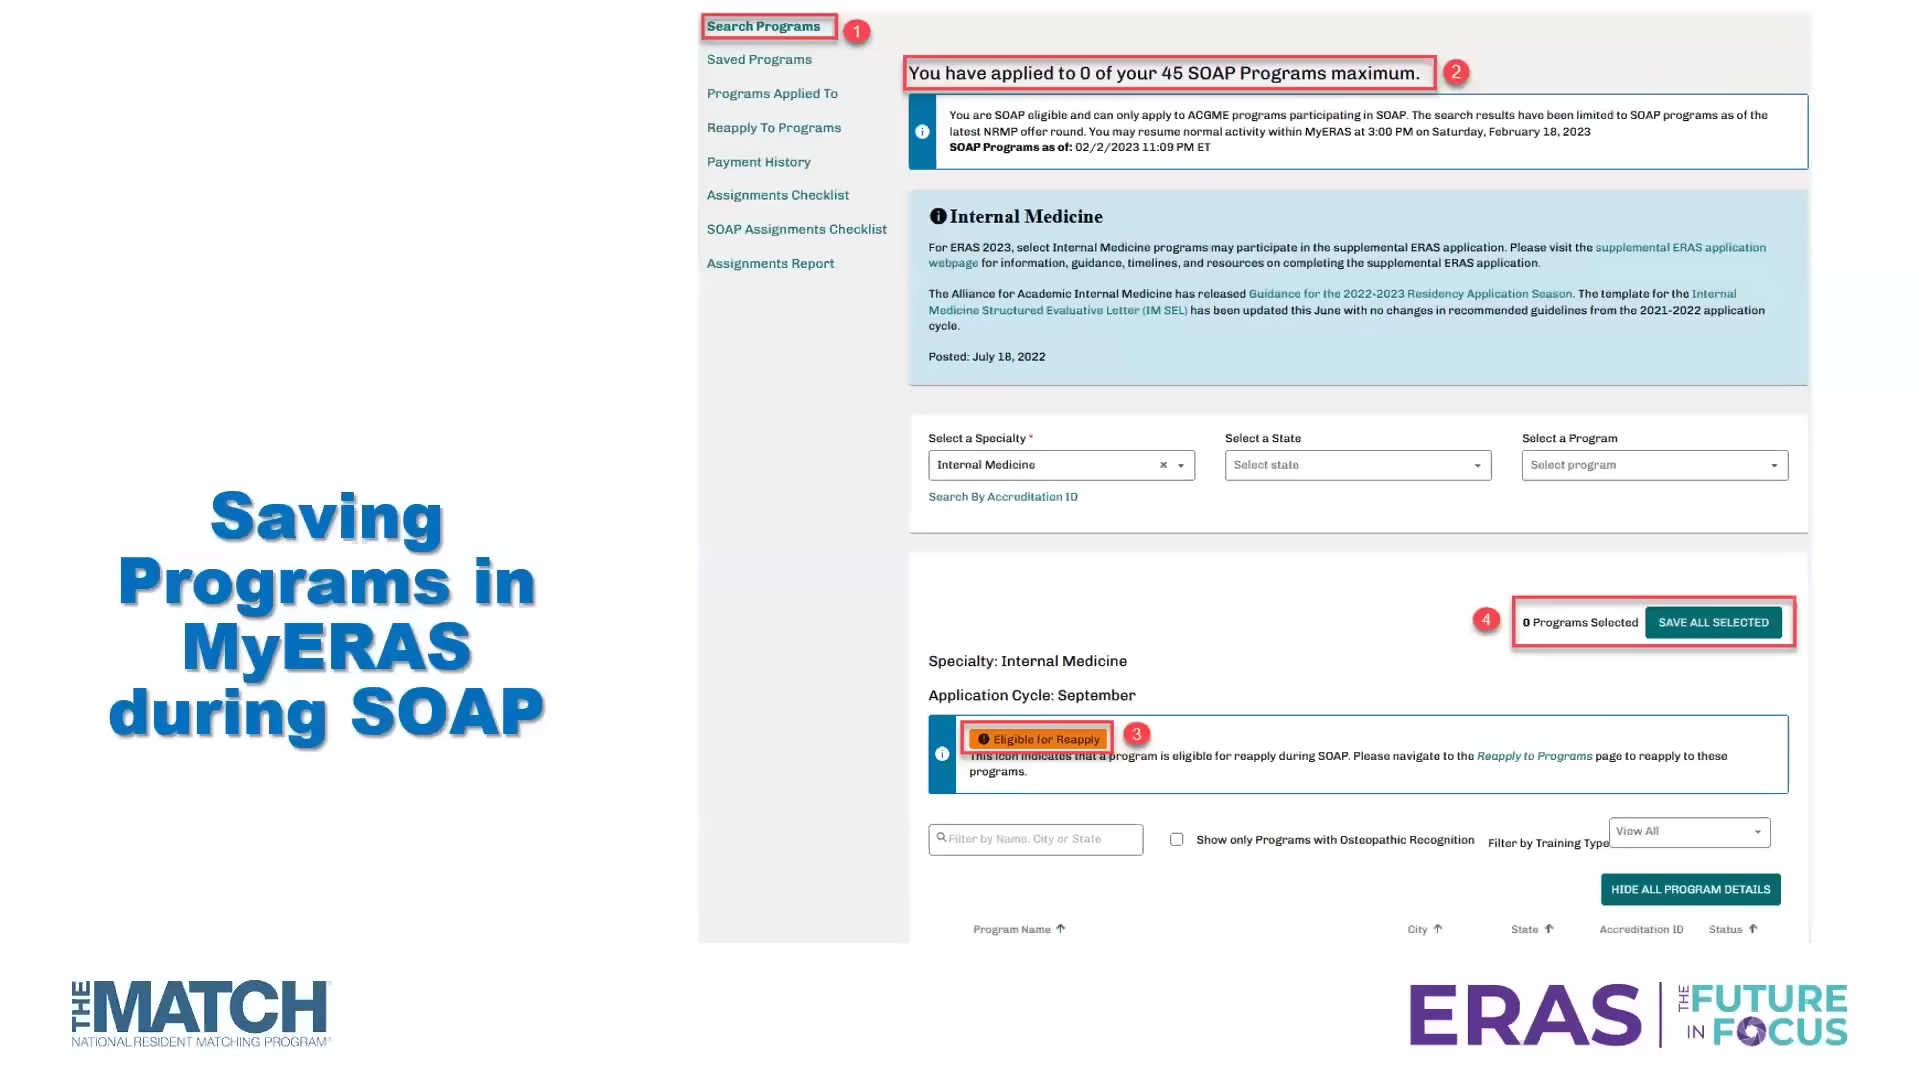 Saving
Programs in
MyERAS
during SOAP
Search Programs
1
Saved Programs
Programs Applied To
Reapply To Programs
Payment History
Assignments Checklist
SOAP Assignments Checklist
Assignments Report
You have applied to 0 of your 45 SOAP Programs maximum.
2
You are SOAP eligible and can only apply to ACGME programs participating in SOAP. The search results have been limited to SOAP programs as of the
latest NRMP offer round. You may resume normal activity within MyERAS at 3:00 PM on Saturday, February 18, 2023
SOAP Programs as of: 02/2/2023 11:09 PM ET
Internal Medicine
For ERAS 2023, select Internal Medicine programs may participate in the supplemental ERAS application. Please visit the supplemental ERAS application
webpage for information, guidance, timelines, and resources on completing the supplemental ERAS application.
The Alliance for Academic Internal Medicine has released Guidance for the 2022-2023 Residency Application Season. The template for the Internal
Medicine Structured Evaluative Letter (IM SEL) has been updated this June with no changes in recommended guidelines from the 2021-2022 application
cycle.
Posted: July 18, 2022
Select a Specialty *
Select a State
Select a Program
Internal Medicine
Select state
Select program
Search By Accreditation ID
4
0 Programs Selected
SAVE ALL SELECTED
Specialty: Internal Medicine
Application Cycle: September
Eligible for Reapply
3
This icon indicates that a program is eligible for reapply during SOAP. Please navigate to the Reapply to Programs page to reapply to these
programs.
Filter by Name, City or State
Show only Programs with Osteopathic Recognition
Filter by Training Type
View All
HIDE ALL PROGRAM DETAILS
Program Name
City
State
Accreditation ID
Status
THE MATCH
NATIONAL RESIDENT MATCHING PROGRAM®
ERAS
THE FUTURE
IN FOCUS